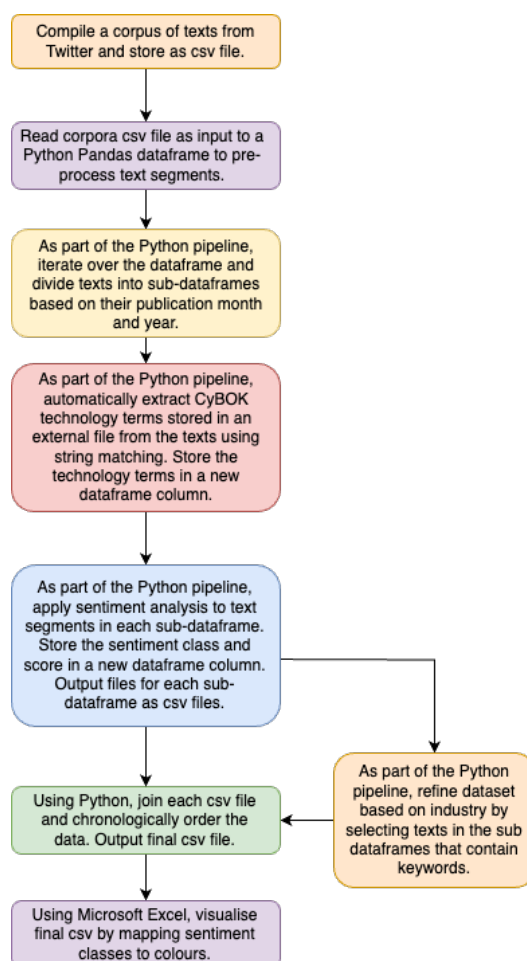 Compile a corpus of texts from
Twitter and store as csv file.
Read corpora csv file as input to a
Python Pandas dataframe to pre-
process text segments.
As part of the Python pipeline,
iterate over the dataframe and
divide texts into sub-dataframes
based on their publication month
and year.
As part of the Python pipeline,
automatically extract CyBOK
technology terms stored in an
external file from the texts using
string matching. Store the
technology terms in a new
dataframe column.
As part of the Python pipeline,
apply sentiment analysis to text
segments in each sub-dataframe.
Store the sentiment class and
score in a new dataframe column.
Output files for each sub-
dataframe as csv files.
As part of the Python
pipeline, refine dataset
based on industry by
selecting texts in the sub
dataframes that contain
keywords.
Using Python, join each csv file
and chronologically order the
data. Output final csv file.
Using Microsoft Excel, visualise
final csv by mapping sentiment
classes to colours.